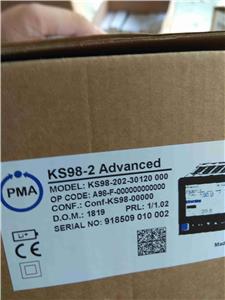 KS98-2 Advanced
PMA
MODEL: KS98-202-30120 000
OP CODE: A98-F-000000000000
CONF.: Conf-KS98-00000
D.O.M.: 1819 PRL: 1/1.02
SERIAL NO: 918509 010 002
Mad